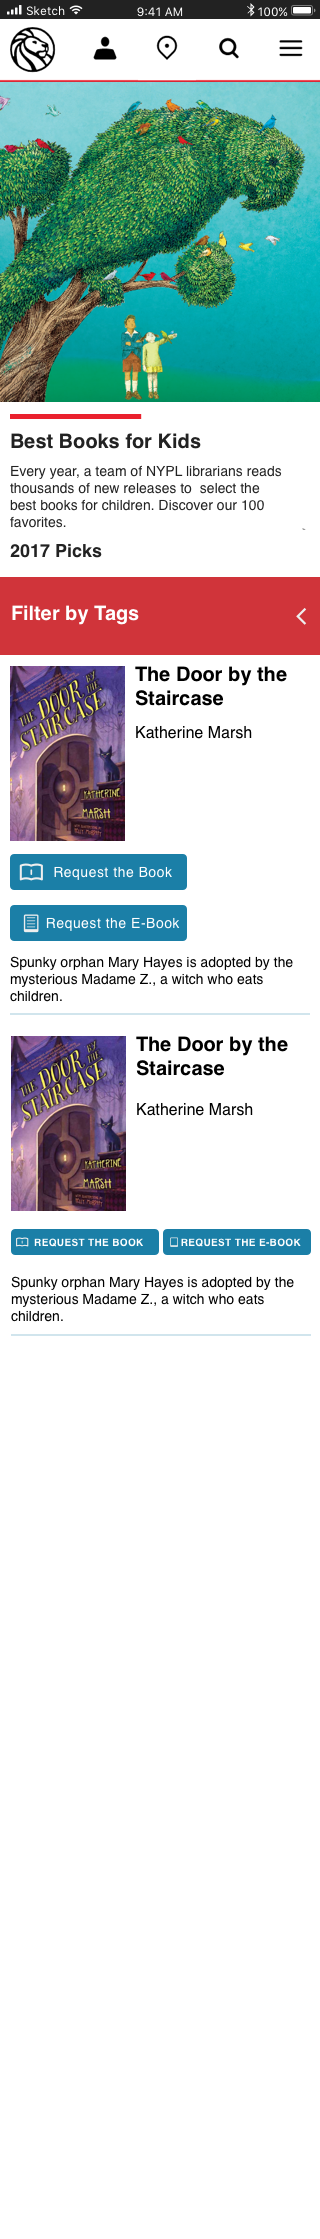 Sketch 9:41 AM 100%
Best Books for Kids
Every year, a team of NYPL librarians reads
thousands of new releases to  select the
best books for children. Discover our 100
favorites.
2017 Picks
Filter by Tags
THE DOOR BY THE STAIRCASE
KATHERINE
MARSH
The Door by the
Staircase
Katherine Marsh
Request the Book
Request the E-Book
Spunky orphan Mary Hayes is adopted by the
mysterious Madame Z., a witch who eats
children.
THE DOOR BY THE STAIRCASE
KATHERINE
MARSH
The Door by the
Staircase
Katherine Marsh
REQUEST THE BOOK
REQUEST THE E-BOOK
Spunky orphan Mary Hayes is adopted by the
mysterious Madame Z., a witch who eats
children.